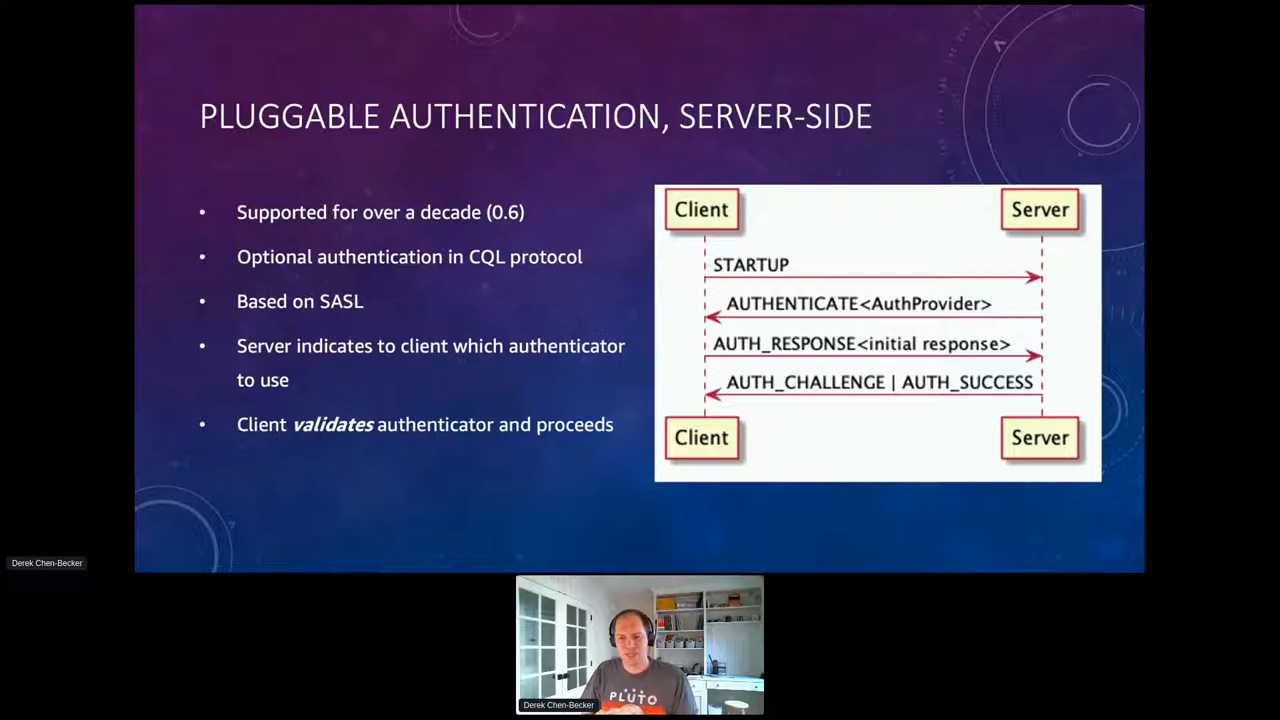 PLUGGABLE AUTHENTICATION, SERVER-SIDE
• Supported for over a decade (0.6)
• Optional authentication in CQL protocol
• Based on SASL
• Server indicates to client which authenticator
to use
• Client validates authenticator and proceeds
Client
Server
STARTUP
AUTHENTICATE<AuthProvider>
AUTH_RESPONSE<initial response>
AUTH_CHALLENGE | AUTH_SUCCESS
Client
Server
Derek Chen-Becker
PLUTO
Derek Chen-Becker